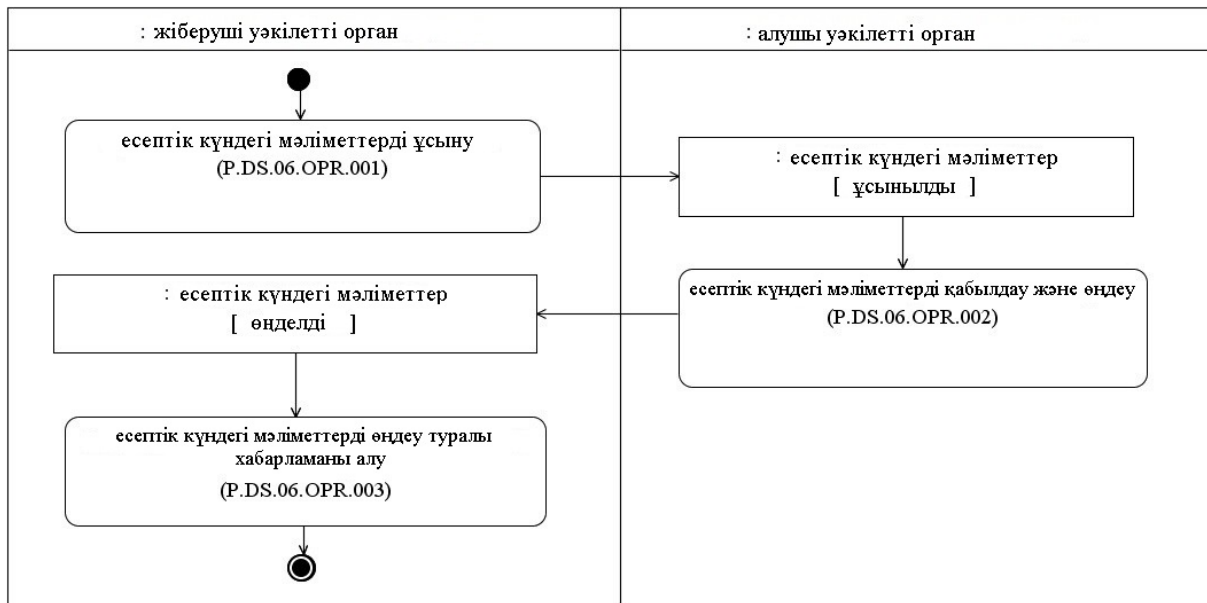 : жіберуші уәкілетті орган
: алушы уәкілетті орган
есептік күндегі мәліметтерді ұсыну
(P.DS.06.OPR.001)
: есептік күндегі мәліметтер
[ ұсынылды ]
есептік күндегі мәліметтерді қабылдау және өңдеу
(P.DS.06.OPR.002)
: есептік күндегі мәліметтер
[ өңделді ]
есептік күндегі мәліметтерді өңдеу туралы
хабарламаны алу
(P.DS.06.OPR.003)